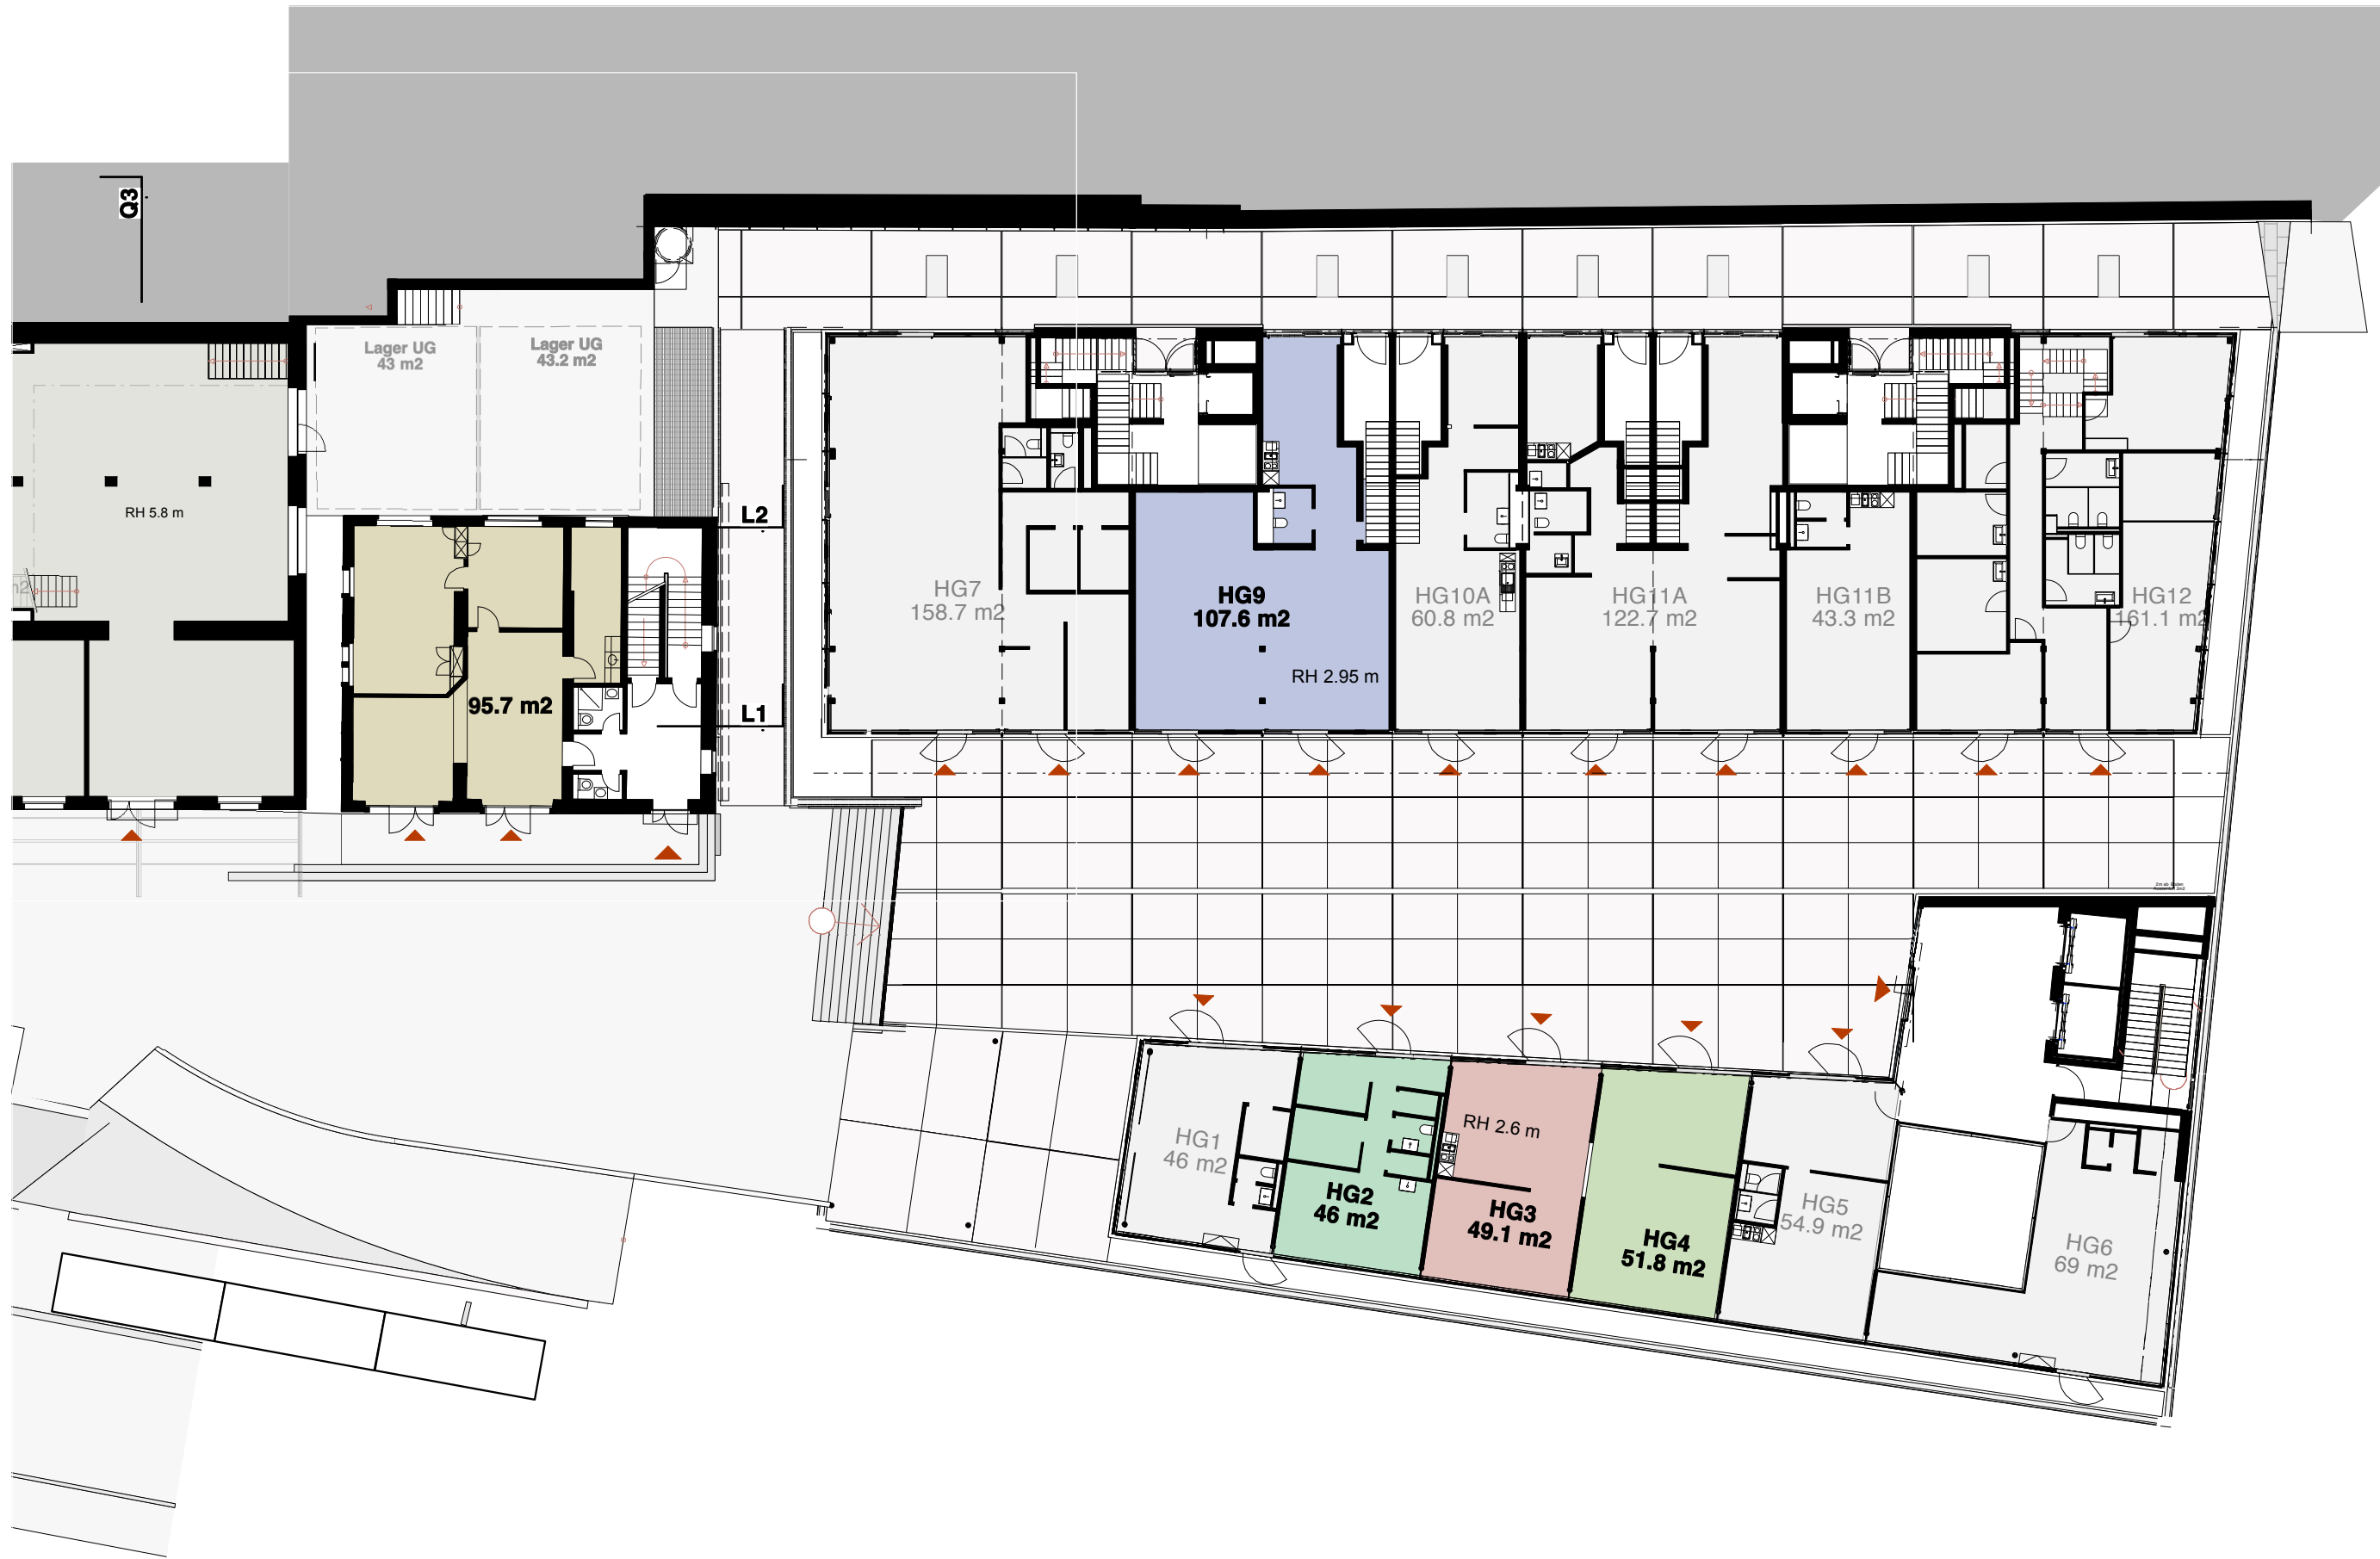 Q3
Lager UG
43 m2
Lager UG
43.2 m2
RH 5.8 m
L2
L1
95.7 m2
HG7
158.7 m2
HG9
107.6 m2
RH 2.95 m
HG10A
60.8 m2
HG11A
122.7 m2
HG11B
43.3 m2
HG12
161.1 m2
HG1
46 m2
HG2
46 m2
RH 2.6 m
HG3
49.1 m2
HG4
51.8 m2
HG5
54.9 m2
HG6
69 m2